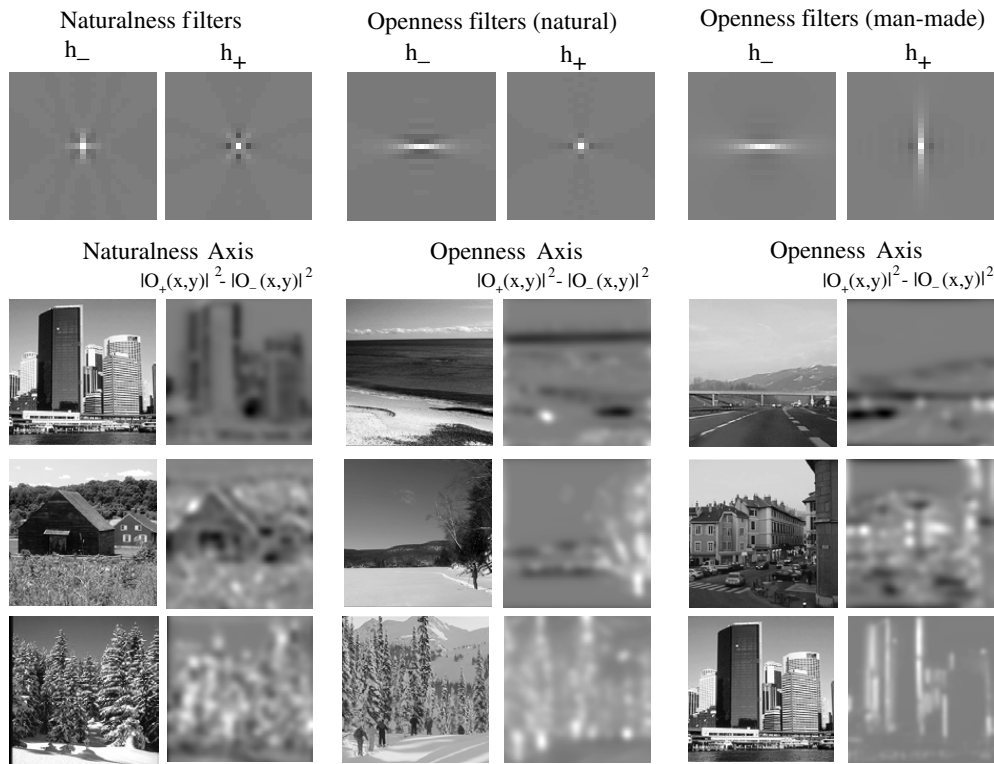 Naturalness filters
h_ h+
Openness filters (natural)
h_ h+
Openness filters (man-made)
h_ h+
Naturalness Axis
|O+(x,y)| ²- |O_(x,y)| ²
Openness Axis
|O+(x,y)|²- |O_(x,y)| ²
Openness Axis
|O+(x,y)|²- |O_(x,y)|²